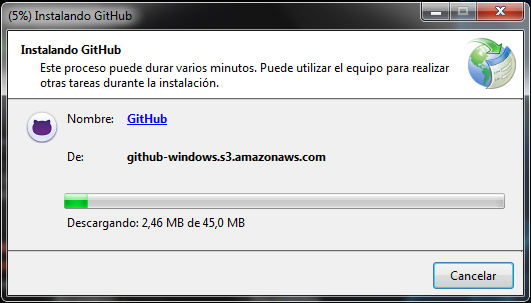 (5%) Instalando GitHub
Instalando GitHub
Este proceso puede durar varios minutos. Puede utilizar el equipo para realizar
otras tareas durante la instalación.
Nombre: GitHub
De: github-windows.s3.amazonaws.com
Descargando: 2,46 MB de 45,0 MB
Cancelar